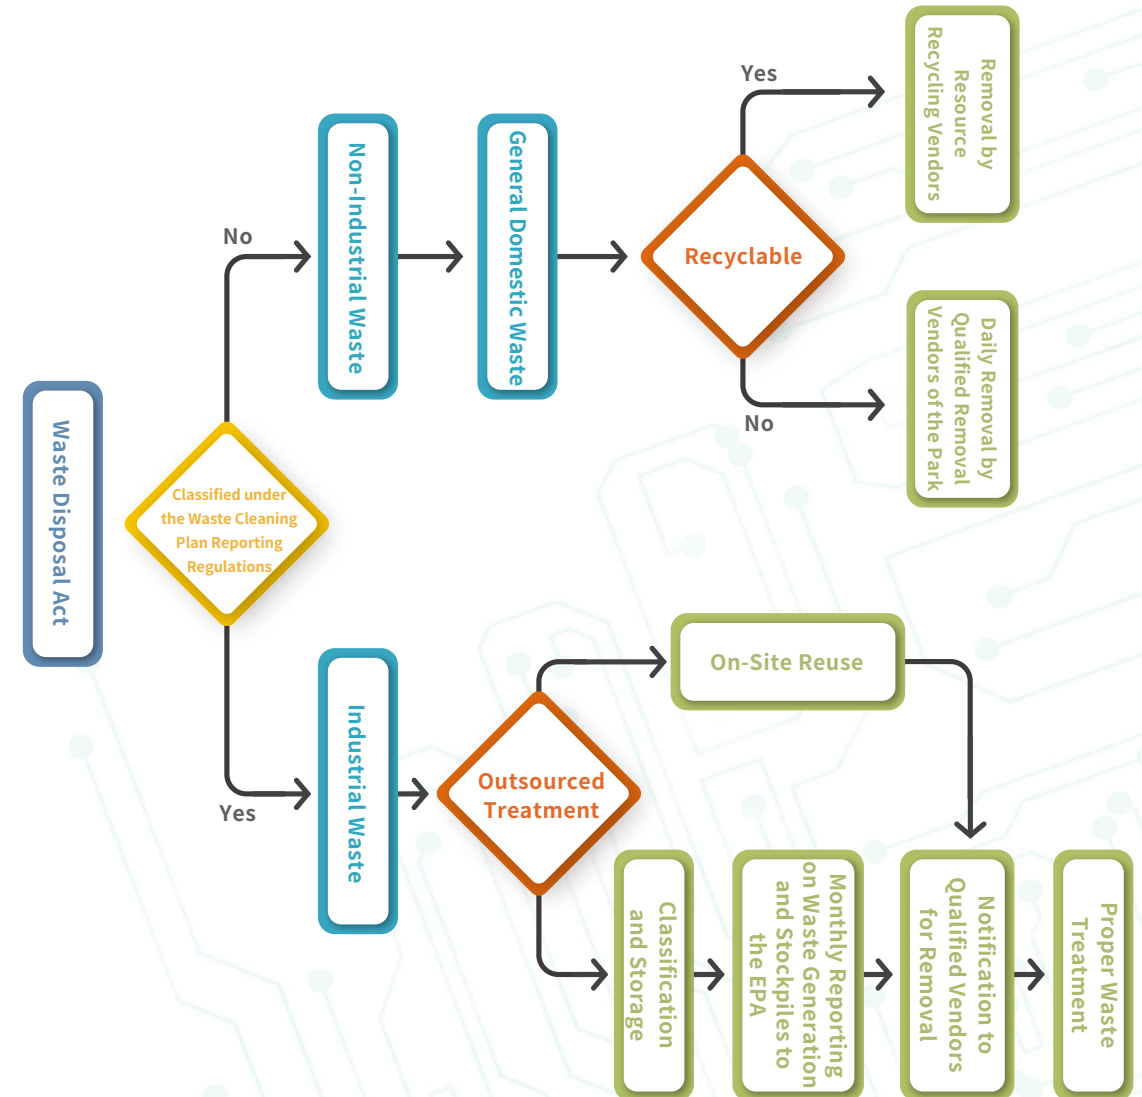 Waste Disposal Act
Classified under
the Waste Cleaning
Plan Reporting
Regulations
No
Non-Industrial Waste
General Domestic Waste
Recyclable
Yes
Removal by
Resource
Recycling Vendors
No
Daily Removal by
Qualified Removal
Vendors of the Park
Yes
Industrial Waste
Outsourced
Treatment
On-Site Reuse
Classification
and Storage
Monthly Reporting
on Waste Generation
and Stockpiles to
the EPA
Notification to
Qualified Vendors
for Removal
Proper Waste
Treatment